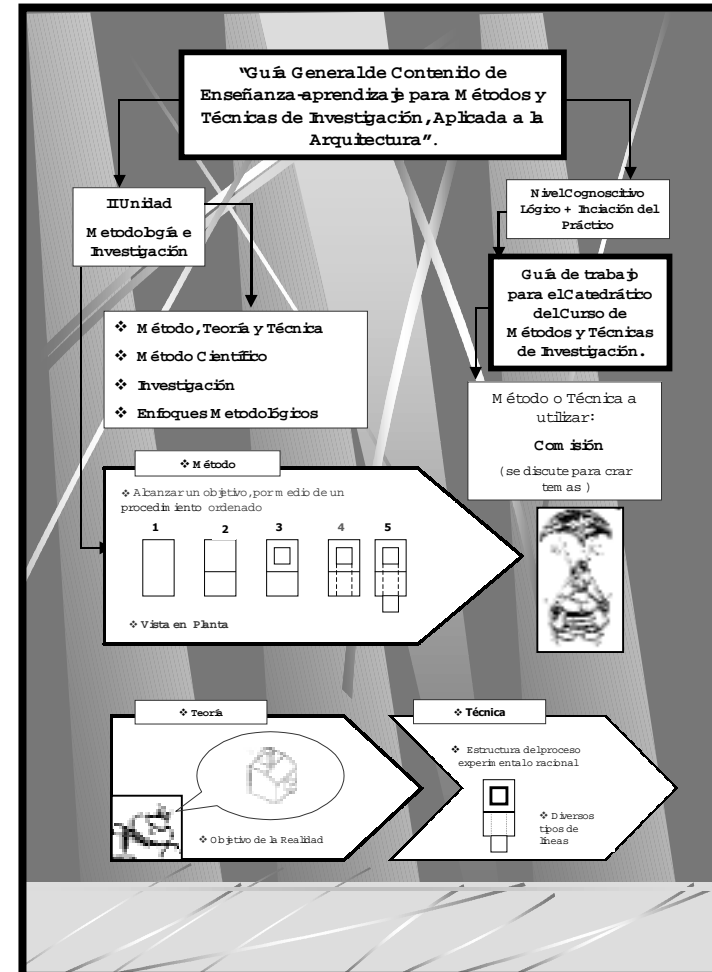 “Guía General de Contenido de
Enseñanza-aprendizaje para Métodos y
Técnicas de Investigación, Aplicada a la
Arquitectura”.
II Unidad
Metodología e
Investigación
Nivel Cognoscitivo
Lógico + Inciación del
Práctico
Guía de trabajo
para el Catedrático
del Curso de
Métodos y Técnicas
de Investigación.
❖ Método, Teoría y Técnica
❖ Método Científico
❖ Investigación
❖ Enfoques Metodológicos
Método o Técnica a
utilizar:
Comisión
(se discute para crar
temas)
❖ Método
❖ Alcanzar un objetivo, por medio de un
procedimiento ordenado
1 2 3 4 5
❖ Vista en Planta
❖ Teoría
❖ Objetivo de la Realidad
❖ Técnica
❖ Estructura del proceso
experimental o racional
❖ Diversos
tipos de
líneas